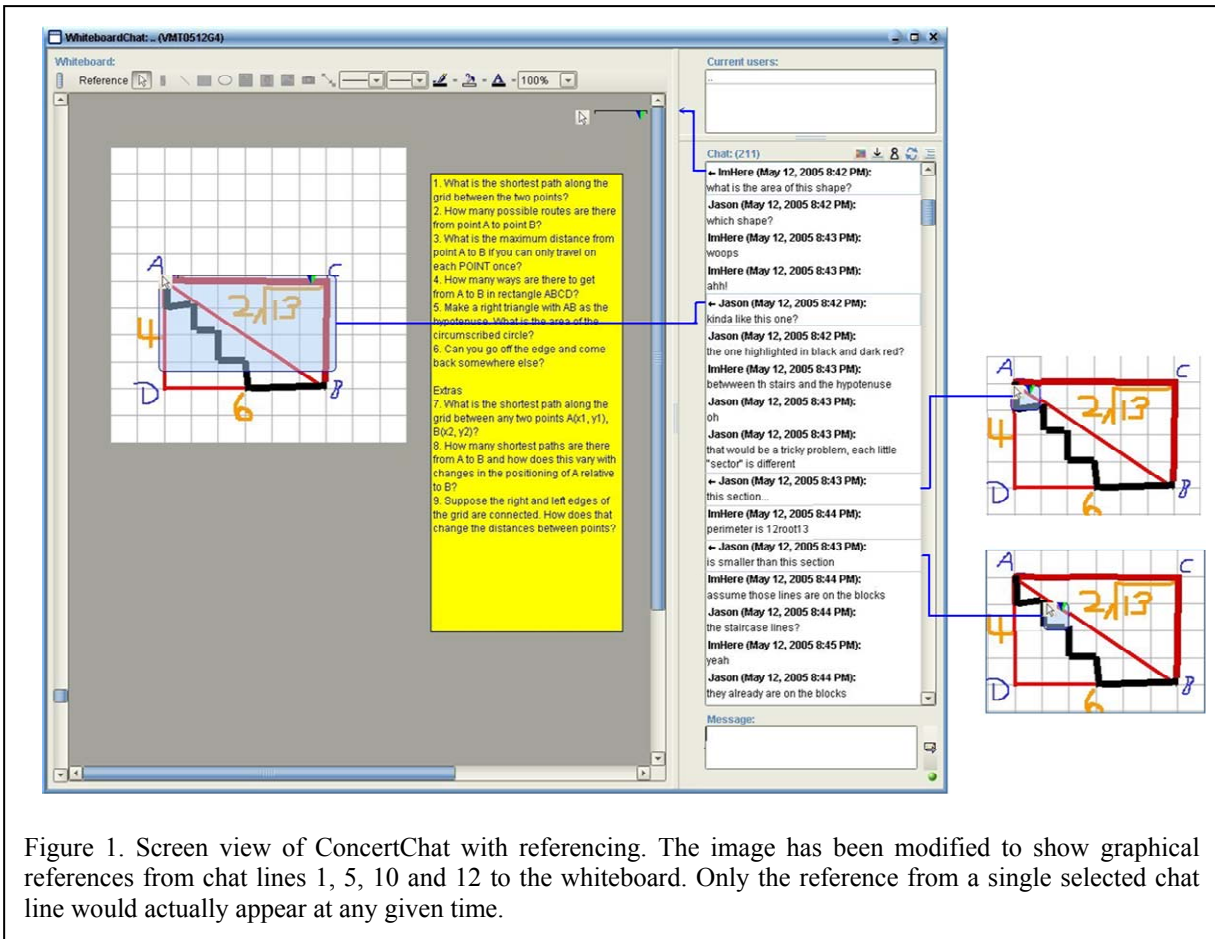 WhiteboardChat: .. (VMT0512G4)
Whiteboard:
Reference
100%
A
C
2√13
4
D
6
B
1. What is the shortest path along the
grid between the two points?
2. How many possible routes are there
from point A to point B?
3. What is the maximum distance from
point A to B if you can only travel on
each POINT once?
4. How many ways are there to get
from A to B in rectangle ABCD?
5. Make a right triangle with AB as the
hypotenuse. What is the area of the
circumscribed circle?
6. Can you go off the edge and come
back somewhere else?
Extras
7. What is the shortest path along the
grid between any two points A(x1, y1),
B(x2, y2)?
8. How many shortest paths are there
from A to B and how does this vary with
changes in the positioning of A relative
to B?
9. Suppose the right and left edges of
the grid are connected. How does that
change the distances between points?
Current users:
..
Chat: (211)
← ImHere (May 12, 2005 8:42 PM):
what is the area of this shape?
Jason (May 12, 2005 8:42 PM):
which shape?
ImHere (May 12, 2005 8:43 PM):
woops
ImHere (May 12, 2005 8:43 PM):
ahh!
← Jason (May 12, 2005 8:42 PM):
kinda like this one?
Jason (May 12, 2005 8:42 PM):
the one highlighted in black and dark red?
ImHere (May 12, 2005 8:43 PM):
betwween th stairs and the hypotenuse
Jason (May 12, 2005 8:43 PM):
oh
Jason (May 12, 2005 8:43 PM):
that would be a tricky problem, each little
"sector" is different
← Jason (May 12, 2005 8:43 PM):
this section...
ImHere (May 12, 2005 8:44 PM):
perimeter is 12root13
← Jason (May 12, 2005 8:43 PM):
is smaller than this section
ImHere (May 12, 2005 8:44 PM):
assume those lines are on the blocks
Jason (May 12, 2005 8:44 PM):
the staircase lines?
ImHere (May 12, 2005 8:45 PM):
yeah
Jason (May 12, 2005 8:44 PM):
they already are on the blocks
Message:
A
C
2√13
4
D
6
B
A
C
2√13
4
D
6
B
Figure 1. Screen view of ConcertChat with referencing. The image has been modified to show graphical
references from chat lines 1, 5, 10 and 12 to the whiteboard. Only the reference from a single selected chat
line would actually appear at any given time.